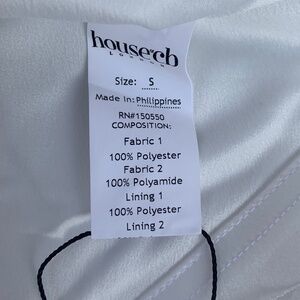 house of cb
LONDON
Size: S
Made in: Philippines
RN#150550
COMPOSITION:
Fabric 1
100% Polyester
Fabric 2
100% Polyamide
Lining 1
100% Polyester
Lining 2